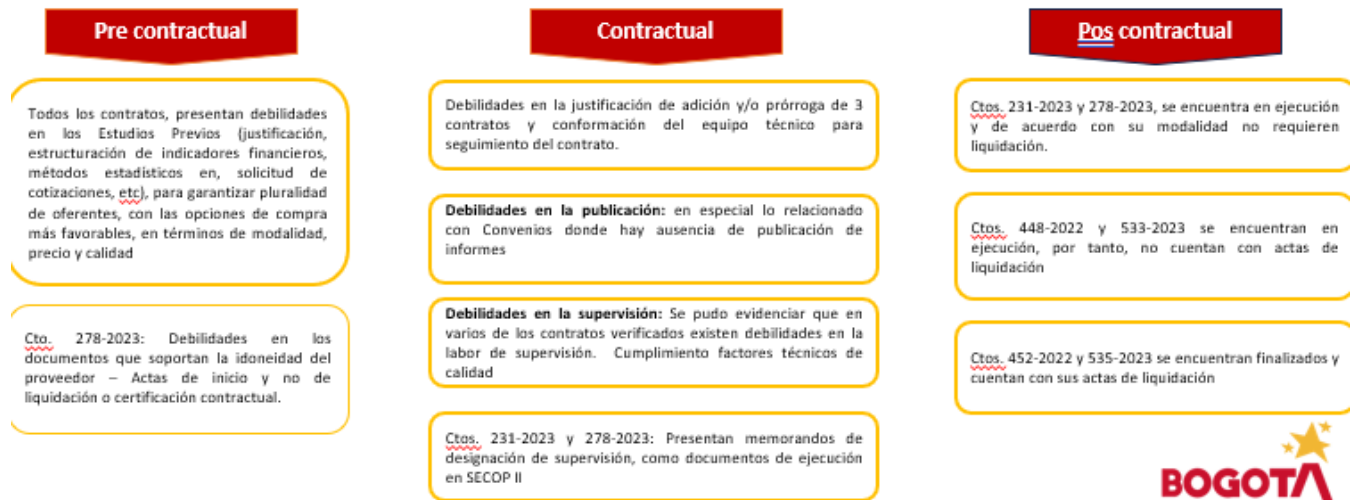 Pre contractual
Todos los contratos, presentan debilidades
en los Estudios Previos (justificación,
estructuración de indicadores financieros,
métodos estadísticos en, solicitud de
cotizaciones, etc), para garantizar pluralidad
de oferentes, con las opciones de compra
más favorables, en términos de modalidad,
precio y calidad
Cto. 278-2023: Debilidades en los
documentos que soportan la idoneidad del
proveedor – Actas de inicio y no de
liquidación o certificación contractual.
Contractual
Debilidades en la justificación de adición y/o prórroga de 3
contratos y conformación del equipo técnico para
seguimiento del contrato.
Debilidades en la publicación: en especial lo relacionado
con Convenios donde hay ausencia de publicación de
informes
Debilidades en la supervisión: Se pudo evidenciar que en
varios de los contratos verificados existen debilidades en la
labor de supervisión. Cumplimiento factores técnicos de
calidad
Ctos. 231-2023 y 278-2023: Presentan memorandos de
designación de supervisión, como documentos de ejecución
en SECOP II
Pos contractual
Ctos. 231-2023 y 278-2023, se encuentra en ejecución
y de acuerdo con su modalidad no requieren
liquidación.
Ctos. 448-2022 y 533-2023 se encuentran en
ejecución, por tanto, no cuentan con actas de
liquidación
Ctos. 452-2022 y 535-2023 se encuentran finalizados y
cuentan con sus actas de liquidación
BOGOTA